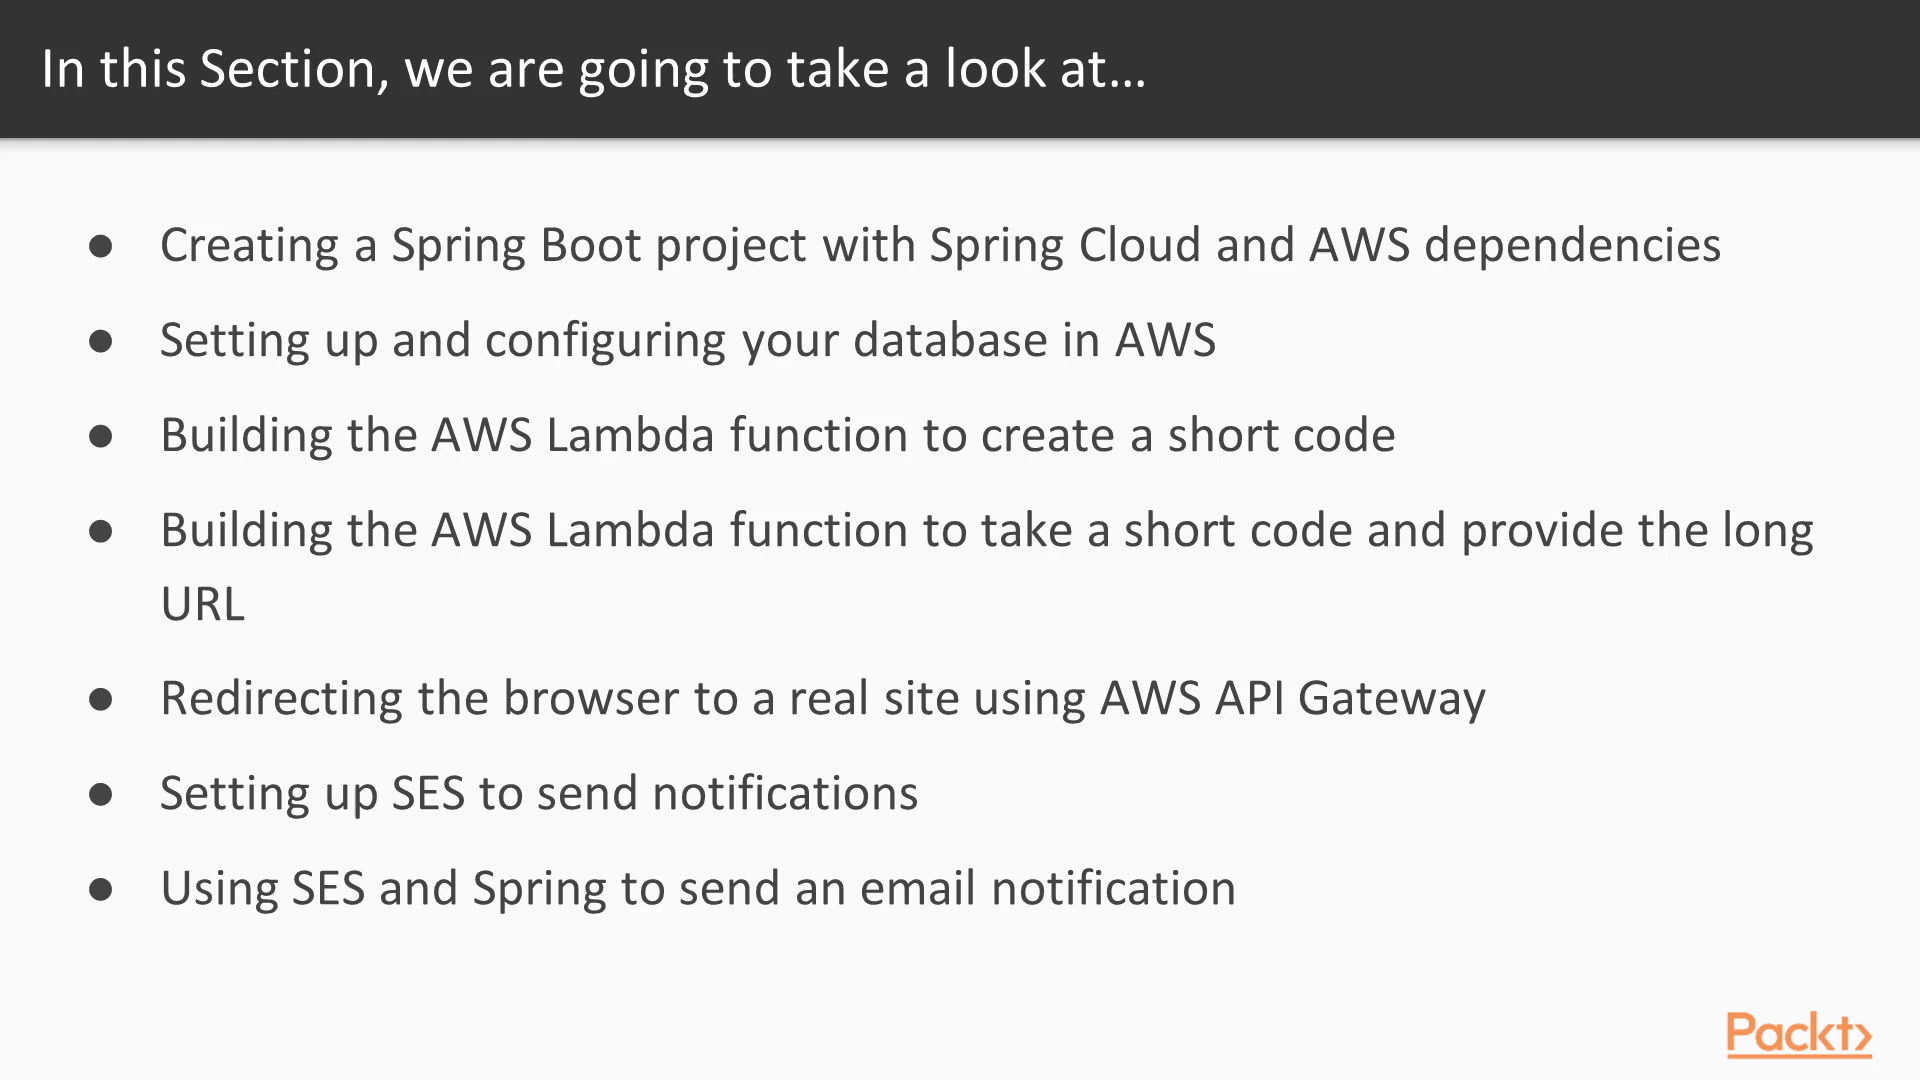 In this Section, we are going to take a look at...
● Creating a Spring Boot project with Spring Cloud and AWS dependencies
● Setting up and configuring your database in AWS
● Building the AWS Lambda function to create a short code
● Building the AWS Lambda function to take a short code and provide the long
URL
● Redirecting the browser to a real site using AWS API Gateway
● Setting up SES to send notifications
● Using SES and Spring to send an email notification
Packt>